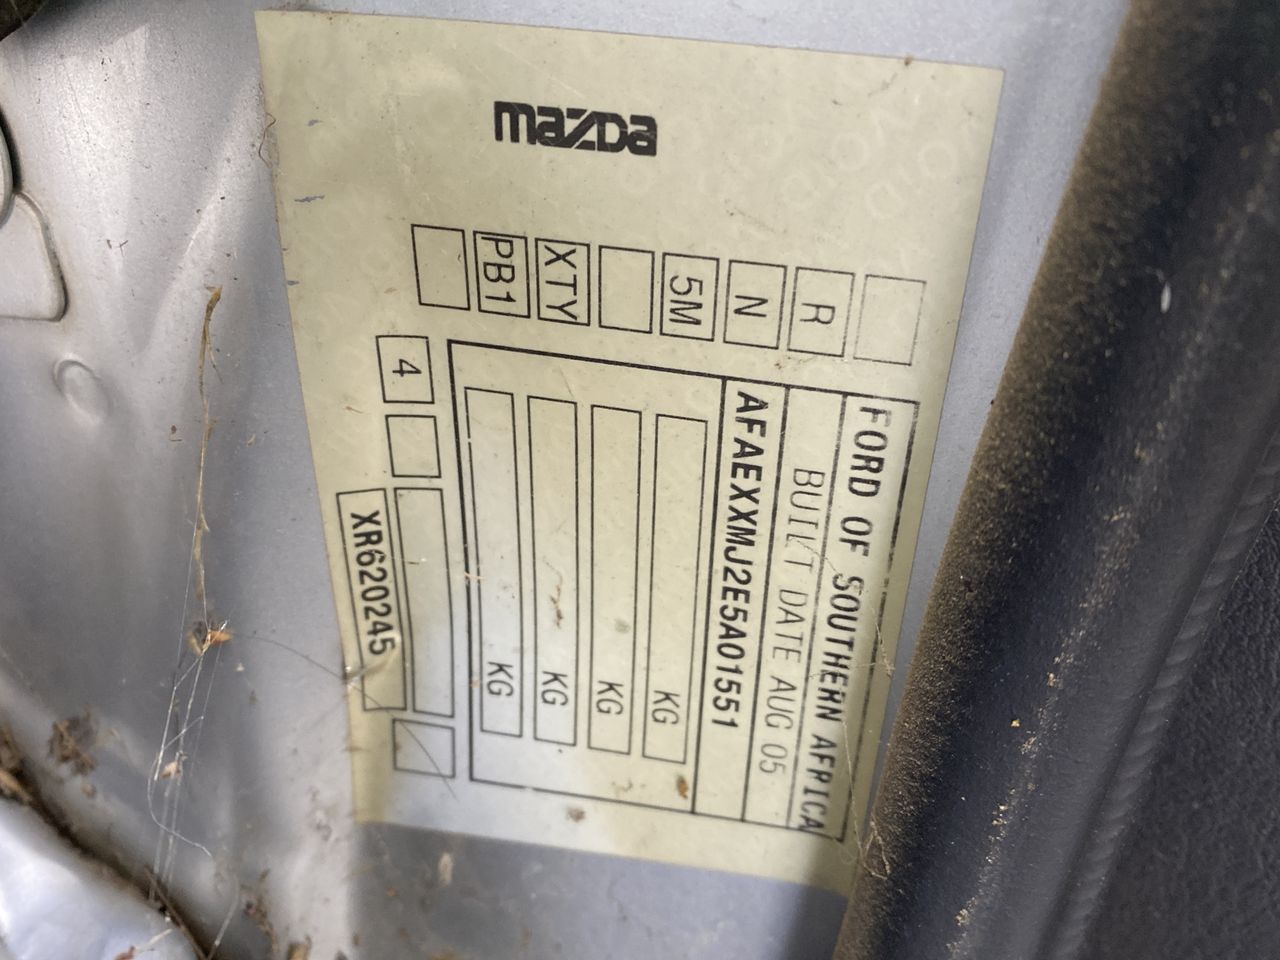 mazda
R
N
5M
XTY
PB1
FORD OF SOUTHERN AFRICA
BUILT DATE AUG 05
AFAEXXMJ2E5A01551
KG
KG
KG
KG
4
XR620245